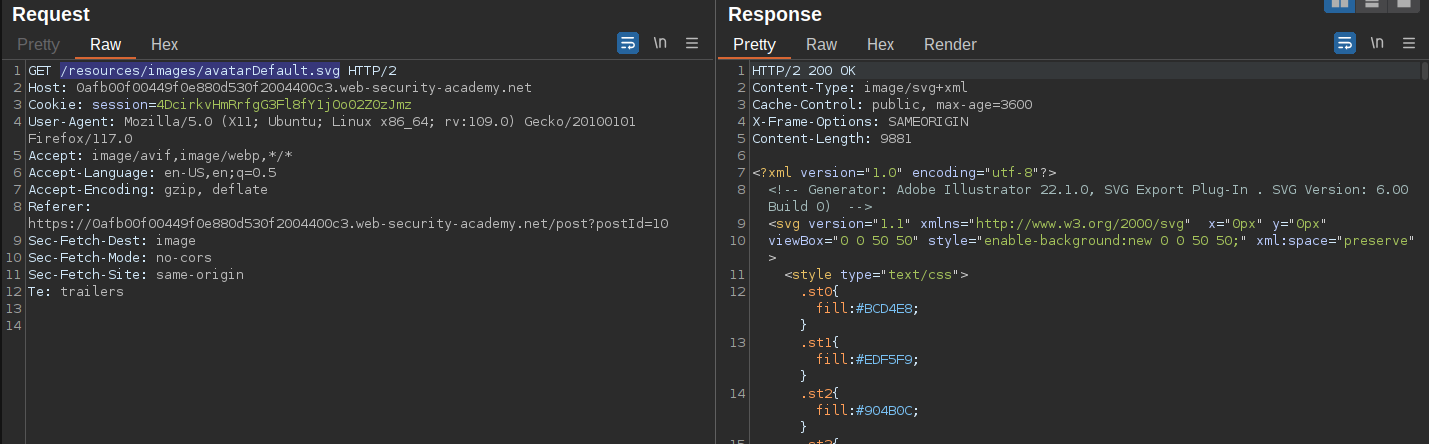 Request
Pretty Raw Hex \n
1 GET /resources/images/avatarDefault.svg HTTP/2
2 Host: 0afb00f00449f0e880d530f2004400c3.web-security-academy.net
3 Cookie: session=4DcirkvHmRrfgG3Fl8fY1jOo02Z0zJmz
4 User-Agent: Mozilla/5.0 (X11; Ubuntu; Linux x86_64; rv:109.0) Gecko/20100101
Firefox/117.0
5 Accept: image/avif,image/webp,*/*
6 Accept-Language: en-US,en;q=0.5
7 Accept-Encoding: gzip, deflate
8 Referer:
https://0afb00f00449f0e880d530f2004400c3.web-security-academy.net/post?postId=10
9 Sec-Fetch-Dest: image
10 Sec-Fetch-Mode: no-cors
11 Sec-Fetch-Site: same-origin
12 Te: trailers
13
14
Response
Pretty Raw Hex Render \n
1 HTTP/2 200 OK
2 Content-Type: image/svg+xml
3 Cache-Control: public, max-age=3600
4 X-Frame-Options: SAMEORIGIN
5 Content-Length: 9881
6
7 <?xml version="1.0" encoding="utf-8"?>
8 <!-- Generator: Adobe Illustrator 22.1.0, SVG Export Plug-In . SVG Version: 6.00
Build 0)  -->
9 <svg version="1.1" xmlns="http://www.w3.org/2000/svg"  x="0px" y="0px"
10 viewBox="0 0 50 50" style="enable-background:new 0 0 50 50;" xml:space="preserve"
>
11 <style type="text/css">
12 .st0{
fill:#BCD4E8;
}
13 .st1{
fill:#EDF5F9;
}
14 .st2{
fill:#904B0C;
}